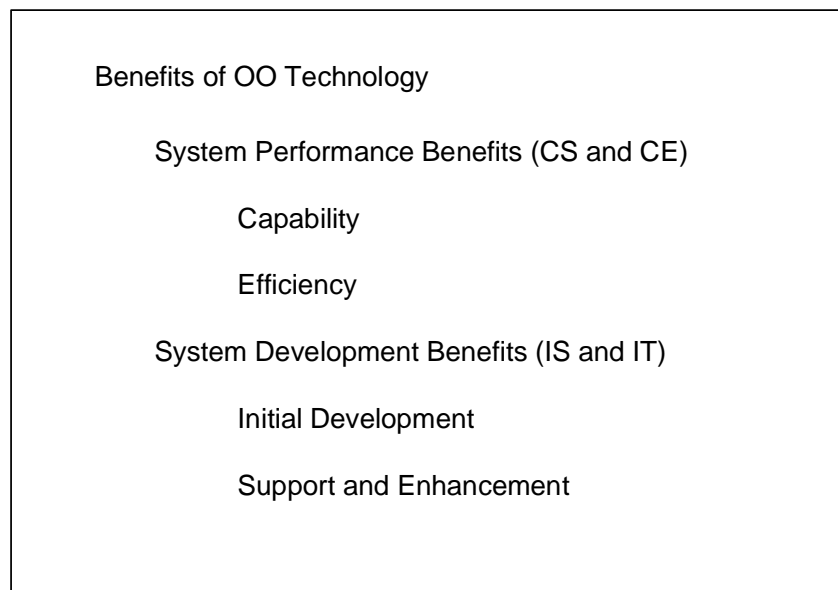 Benefits of OO Technology
System Performance Benefits (CS and CE)
Capability
Efficiency
System Development Benefits (IS and IT)
Initial Development
Support and Enhancement